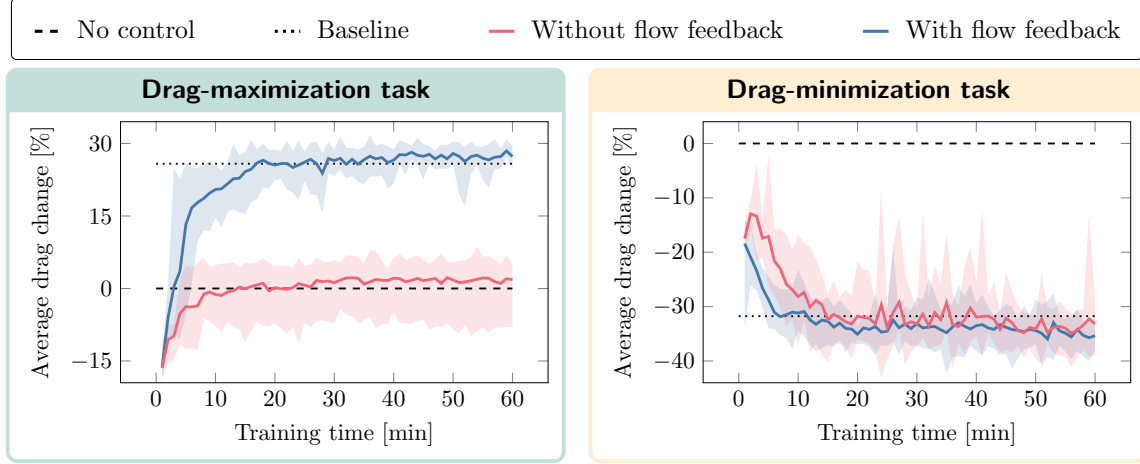 No control Baseline Without flow feedback With flow feedback
Drag-maximization task
Average drag change [%]
30
15
0
−15
0 10 20 30 40 50 60
Training time [min]
Drag-minimization task
Average drag change [%]
0
−10
−20
−30
−40
0 10 20 30 40 50 60
Training time [min]